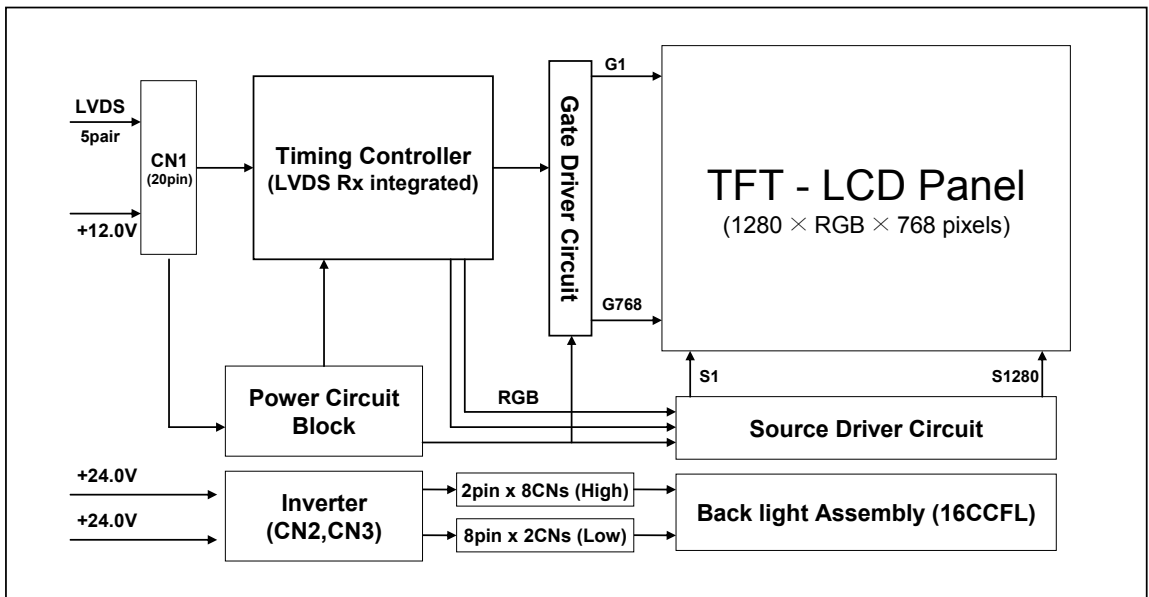 LVDS
5pair
+12.0V
CN1
(20pin)
Timing Controller
(LVDS Rx integrated)
Gate Driver Circuit
G1
G768
TFT - LCD Panel
(1280 × RGB × 768 pixels)
S1
S1280
Power Circuit
Block
RGB
Source Driver Circuit
+24.0V
+24.0V
Inverter
(CN2,CN3)
2pin x 8CNs (High)
8pin x 2CNs (Low)
Back light Assembly (16CCFL)